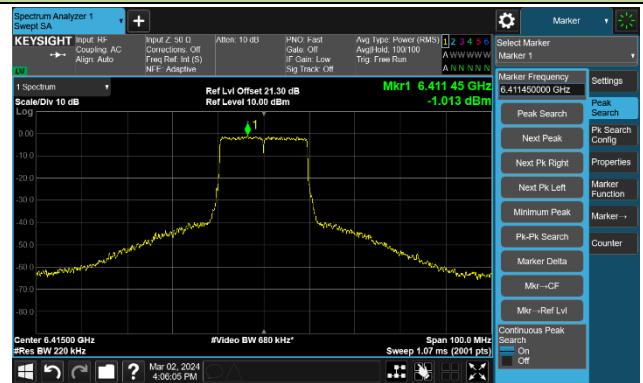 Spectrum Analyzer 1
Swept SA
Marker
KEYSIGHT
Input: RF
Coupling: AC
Align: Auto
Input Z: 50 Ω
Corrections: Off
Freq Ref: Int (S)
NFE: Adaptive
Atten: 10 dB
PNO: Fast
Gate: Off
IF Gain: Low
Sig Track: Off
Avg Type: Power (RMS)
Avg|Hold: 100/100
Trig: Free Run
1 2 3 4 5 6
A W W W W W
A N N N N N
LW
Select Marker
Marker 1
1 Spectrum
Scale/Div 10 dB
Log
Ref Lvl Offset 21.30 dB
Ref Level 10.00 dBm
Mkr1 6.411 45 GHz
-1.013 dBm
1
0.00
-10.0
-20.0
-30.0
-40.0
-50.0
-60.0
-70.0
-80.0
Center 6.41500 GHz
#Res BW 220 kHz
#Video BW 680 kHz*
Span 100.0 MHz
Sweep 1.07 ms (2001 pts)
Marker Frequency
6.411450000 GHz
Peak Search
Next Peak
Next Pk Right
Next Pk Left
Minimum Peak
Pk-Pk Search
Marker Delta
Mkr→CF
Mkr→Ref Lvl
Continuous Peak
Search
On
Off
Settings
Peak
Search
Pk Search
Config
Properties
Marker
Function
Marker→
Counter
?
Mar 02, 2024
4:06:05 PM